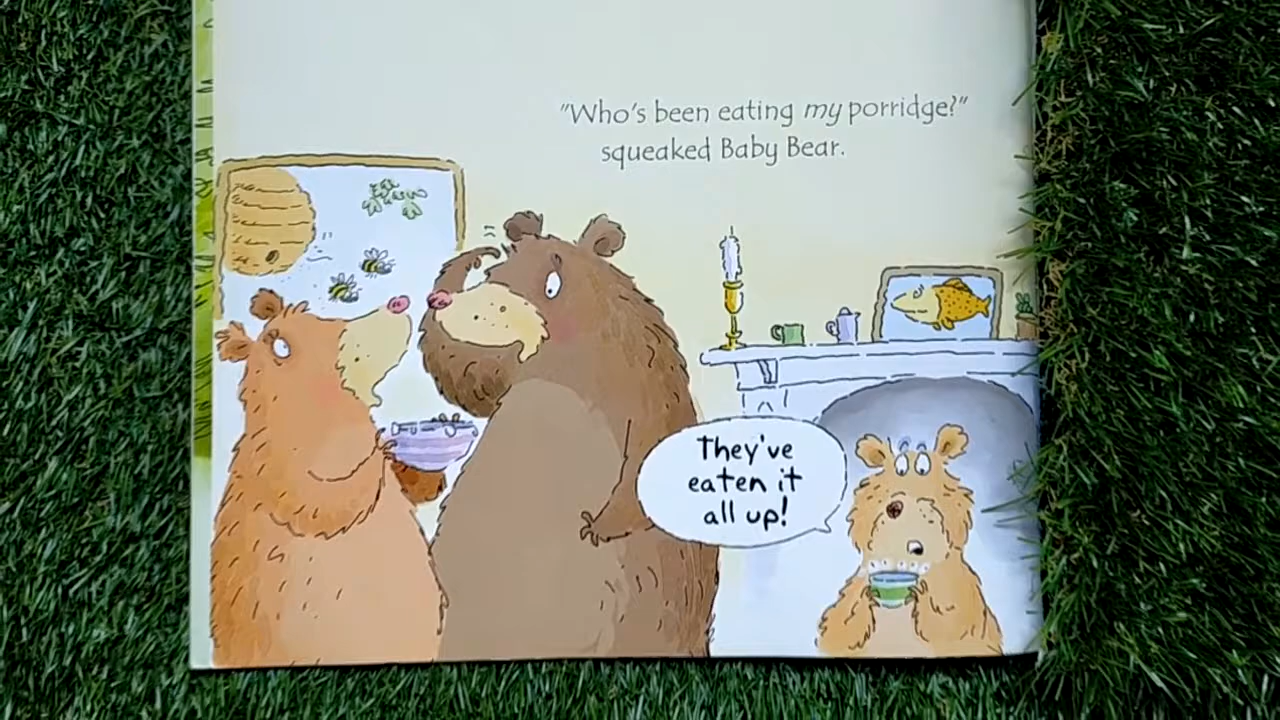 "Who's been eating my porridge?"
squeaked Baby Bear.
They've
eaten it
all up!